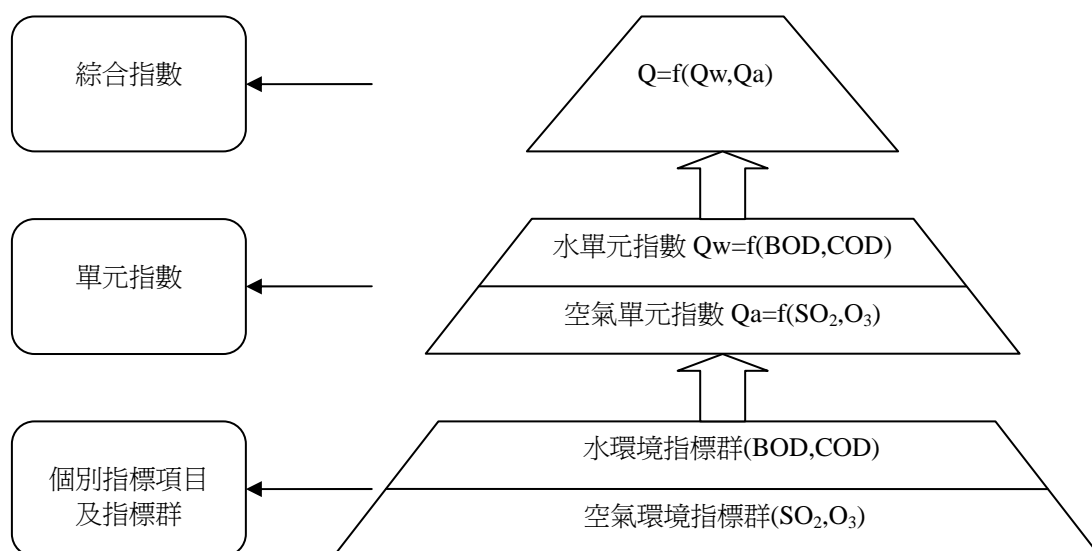 綜合指數
Q=f(Qw,Qa)
單元指數
水單元指數 Qw=f(BOD,COD)
空氣單元指數 Qa=f(SO₂,O₃)
個別指標項目
及指標群
水環境指標群(BOD,COD)
空氣環境指標群(SO₂,O₃)